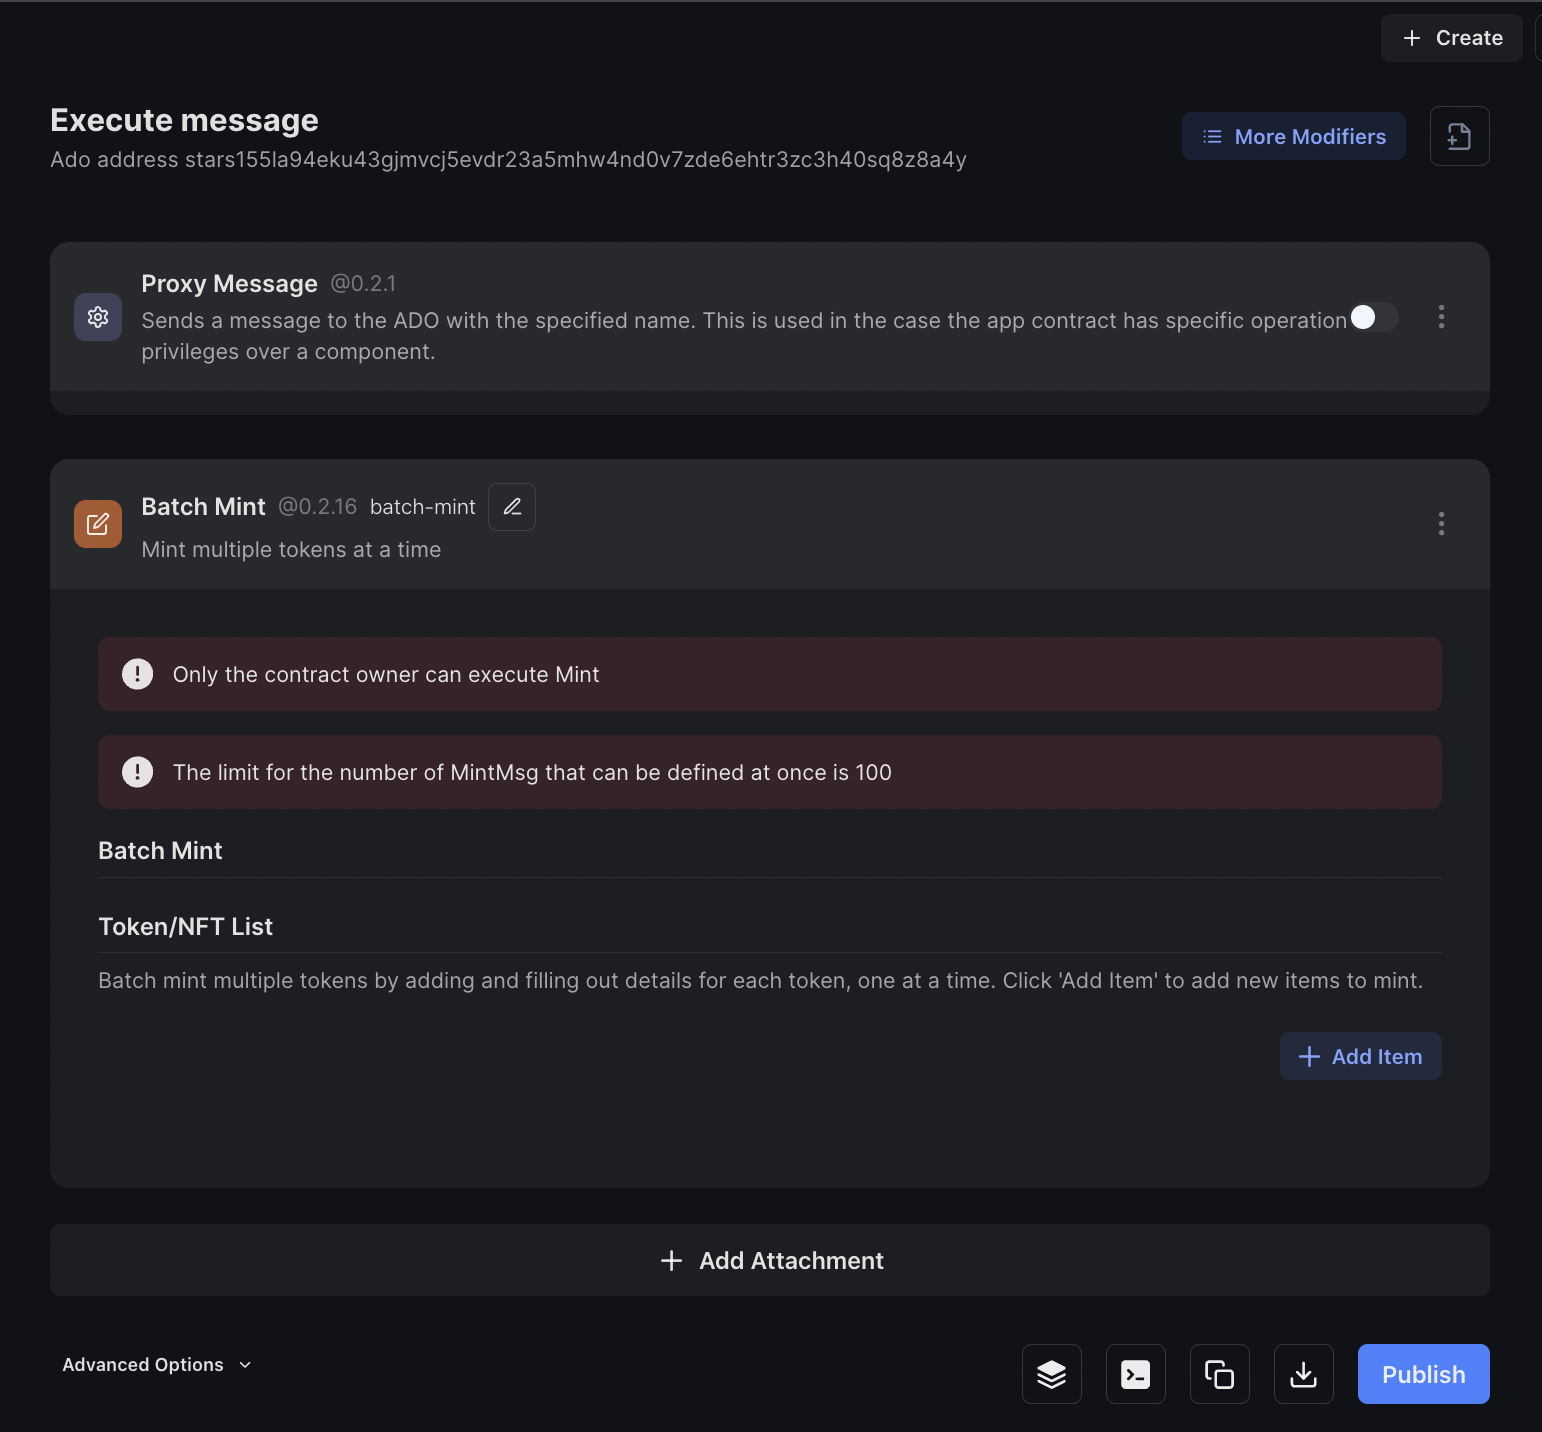 Create
Execute message
Ado address stars155la94eku43gjmvcj5evdr23a5mhw4nd0v7zde6ehtr3zc3h40sq8z8a4y
More Modifiers
Proxy Message @0.2.1
Sends a message to the ADO with the specified name. This is used in the case the app contract has specific operation
privileges over a component.
Batch Mint @0.2.16 batch-mint
Mint multiple tokens at a time
Only the contract owner can execute Mint
The limit for the number of MintMsg that can be defined at once is 100
Batch Mint
Token/NFT List
Batch mint multiple tokens by adding and filling out details for each token, one at a time. Click 'Add Item' to add new items to mint.
Add Item
Add Attachment
Advanced Options
Publish